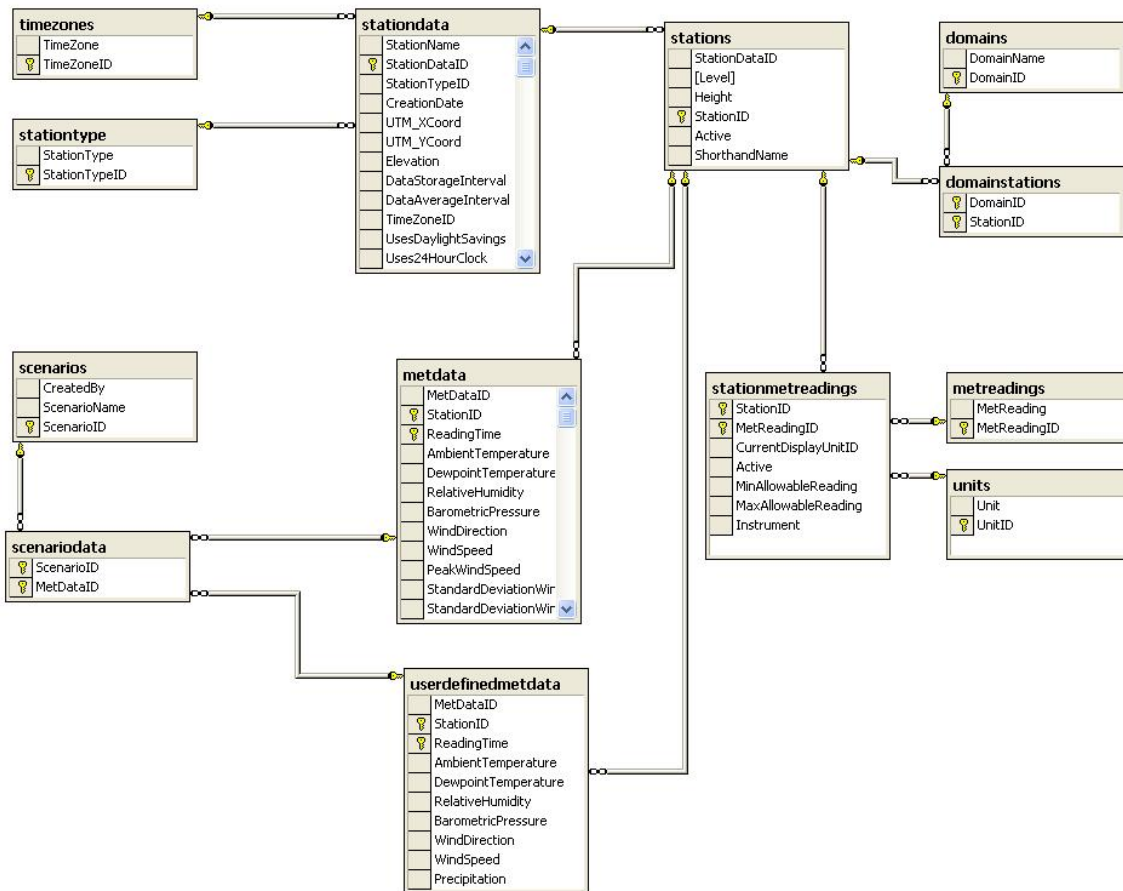 timezones
TimeZone
TimeZoneID
stationtype
StationType
StationTypeID
stationdata
StationName
StationDataID
StationTypeID
CreationDate
UTM_XCoord
UTM_YCoord
Elevation
DataStorageInterval
DataAverageInterval
TimeZoneID
UsesDaylightSavings
Uses24HourClock
stations
StationDataID
[Level]
Height
StationID
Active
ShorthandName
domains
DomainName
DomainID
domainstations
DomainID
StationID
scenarios
CreatedBy
ScenarioName
ScenarioID
scenariodata
ScenarioID
MetDataID
metdata
MetDataID
StationID
ReadingTime
AmbientTemperature
DewpointTemperature
RelativeHumidity
BarometricPressure
WindDirection
WindSpeed
PeakWindSpeed
StandardDeviationWin
StandardDeviationWin
stationmetreadings
StationID
MetReadingID
CurrentDisplayUnitID
Active
MinAllowableReading
MaxAllowableReading
Instrument
metreadings
MetReading
MetReadingID
units
Unit
UnitID
userdefinedmetdata
MetDataID
StationID
ReadingTime
AmbientTemperature
DewpointTemperature
RelativeHumidity
BarometricPressure
WindDirection
WindSpeed
Precipitation